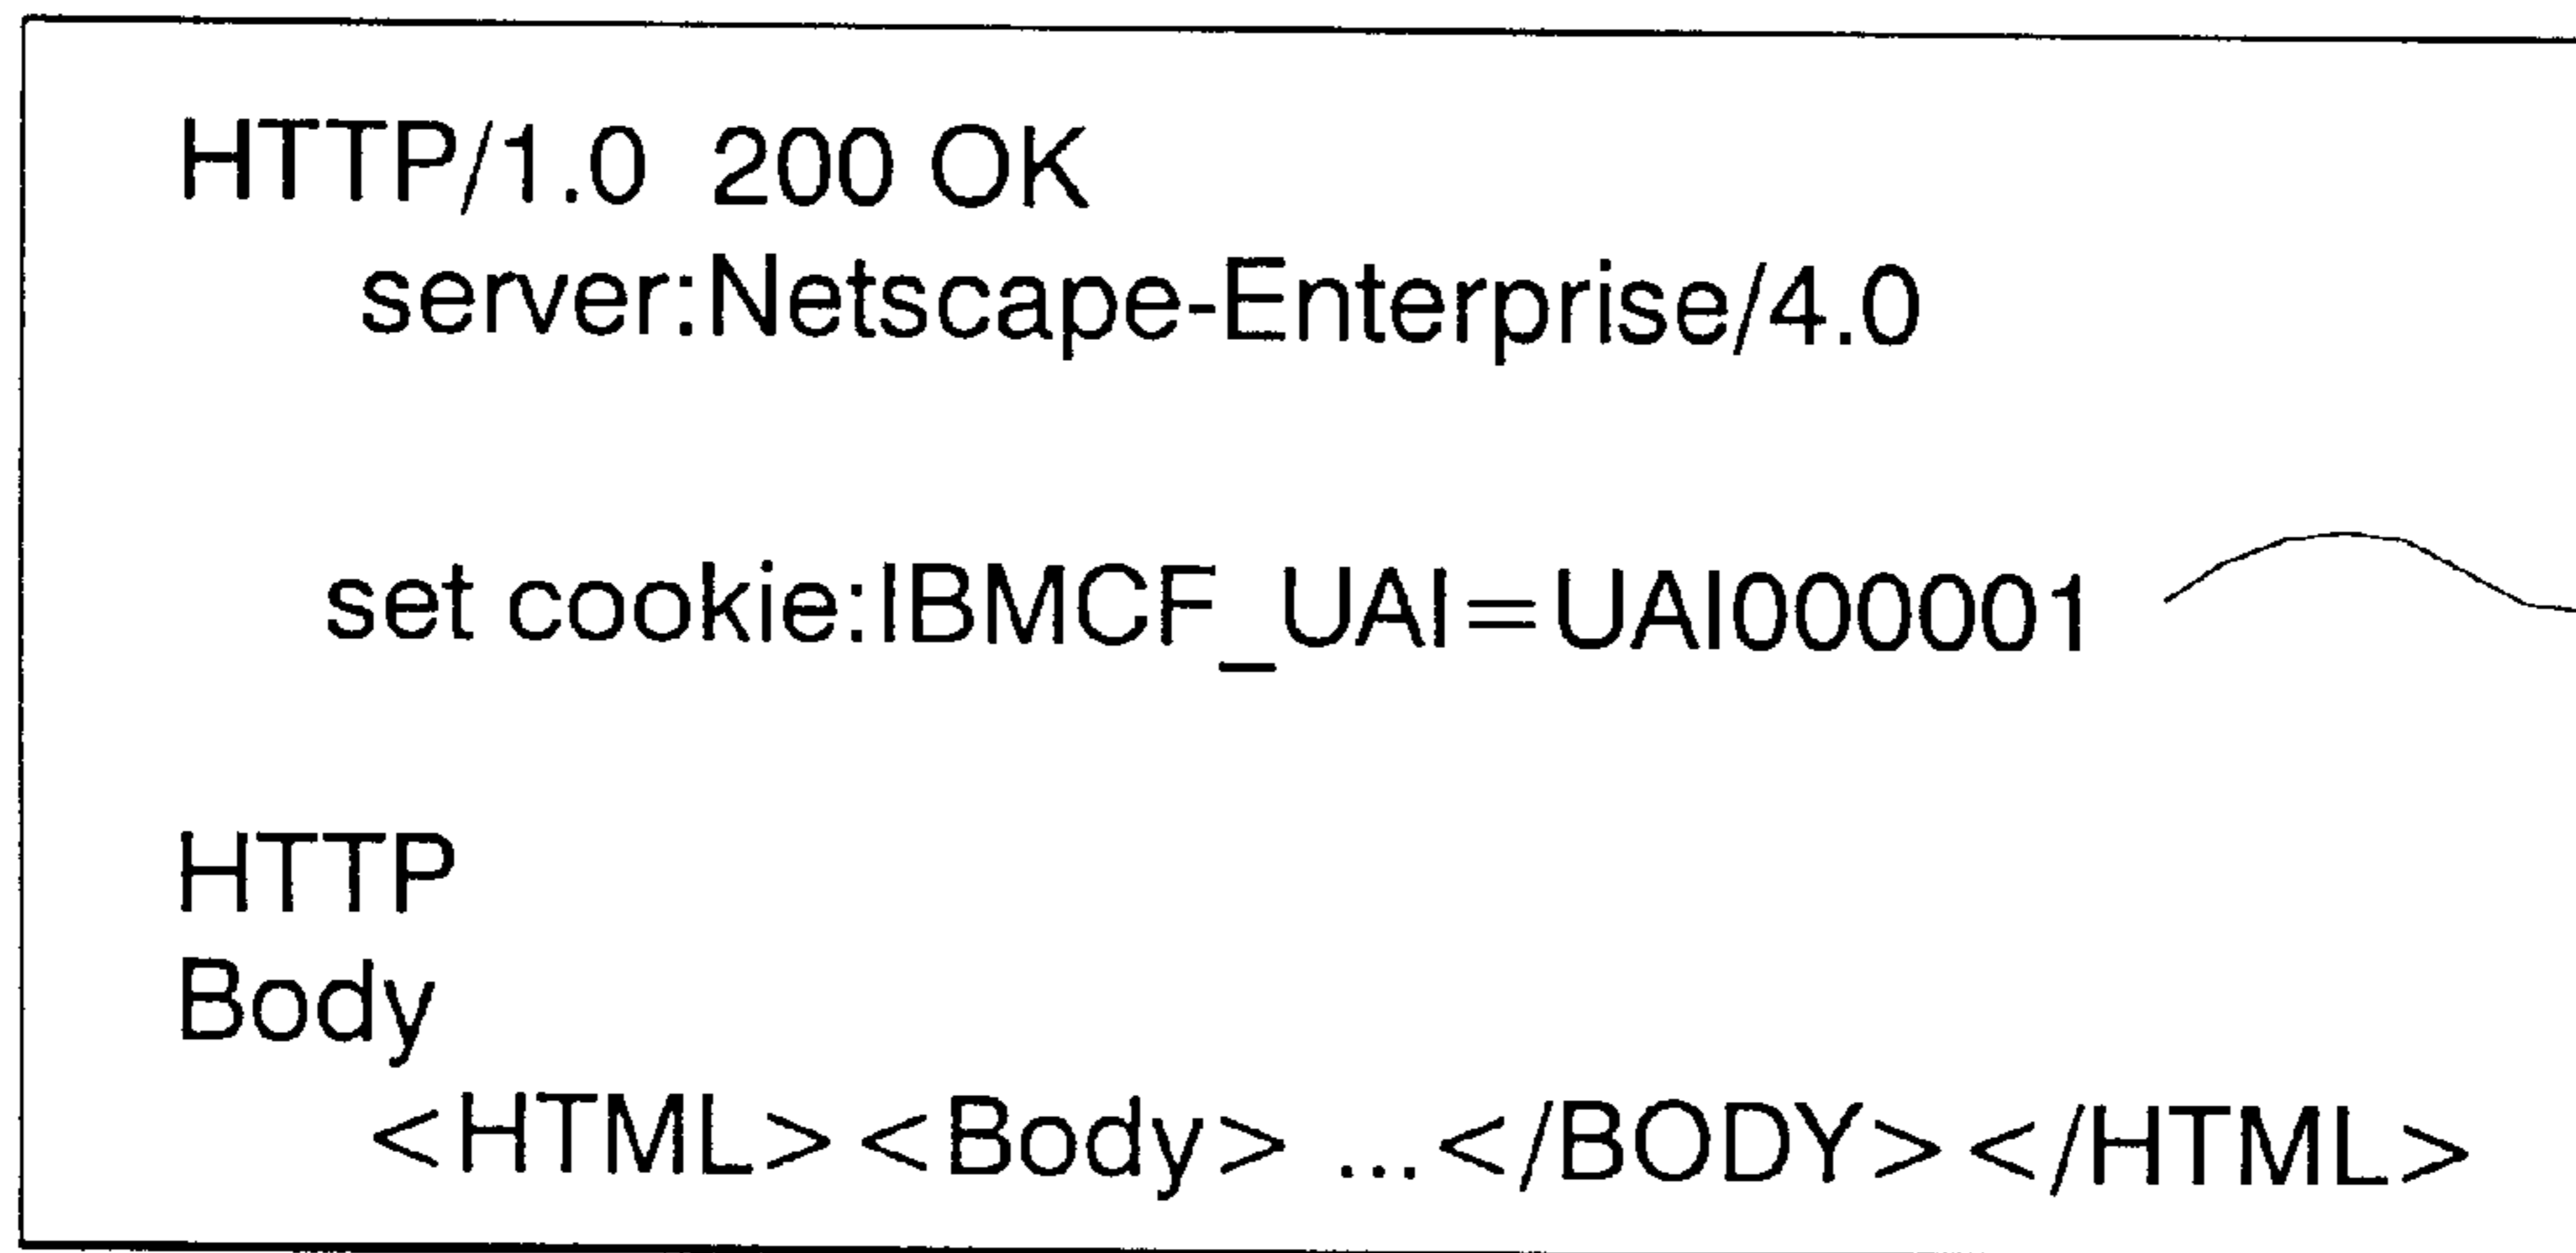 HTTP/1.0 200 OK
server:Netscape-Enterprise/4.0
set cookie:IBMCF_UAI=UAI000001
HTTP
Body
<HTML><Body> ...</BODY></HTML>